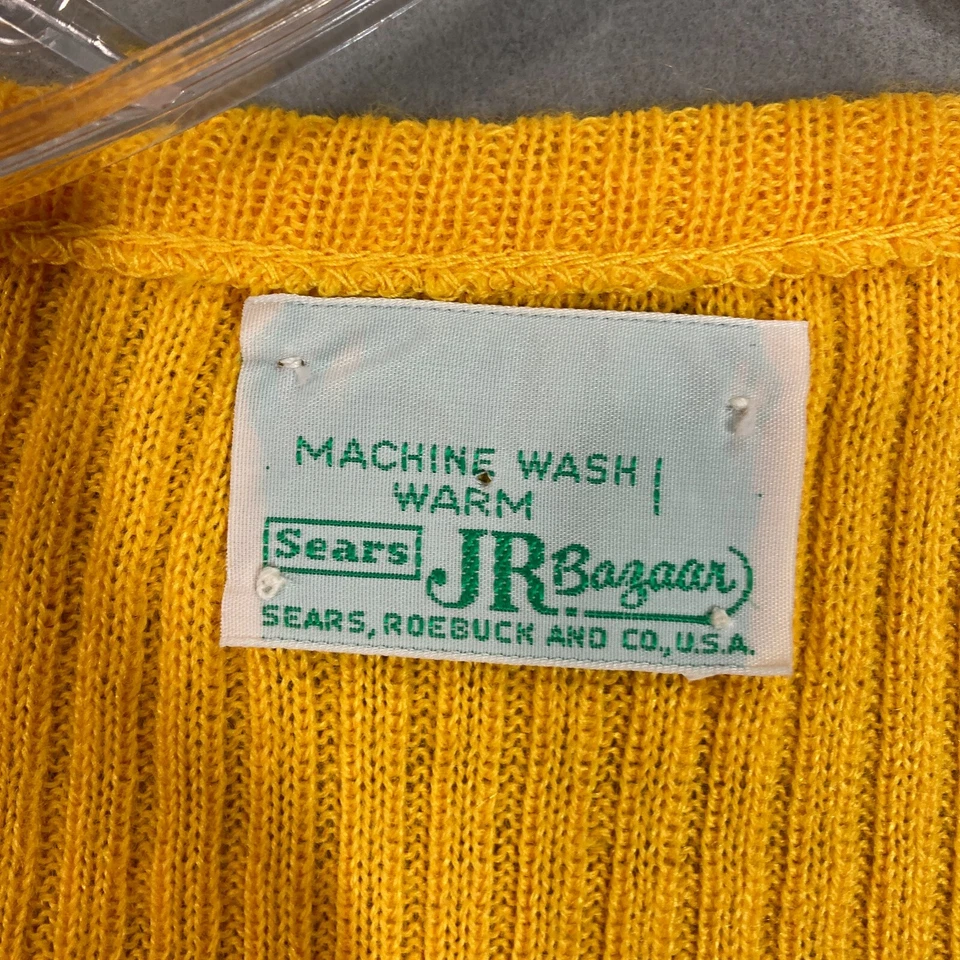 MACHINE WASH |
WARM
Sears JR Bazaar
SEARS, ROEBUCK AND CO., U.S.A.